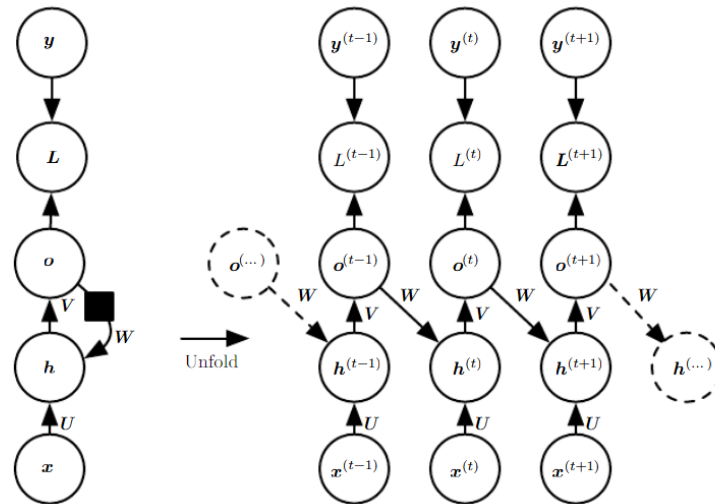 y y^(t−1) y^(t) y^(t+1)
L L^(t−1) L^(t) L^(t+1)
o o^(...) o^(t−1) o^(t) o^(t+1)
W W W W
V V V V
W
Unfold
h h^(t−1) h^(t) h^(t+1) h^(...)
U U U U
x x^(t−1) x^(t) x^(t+1)